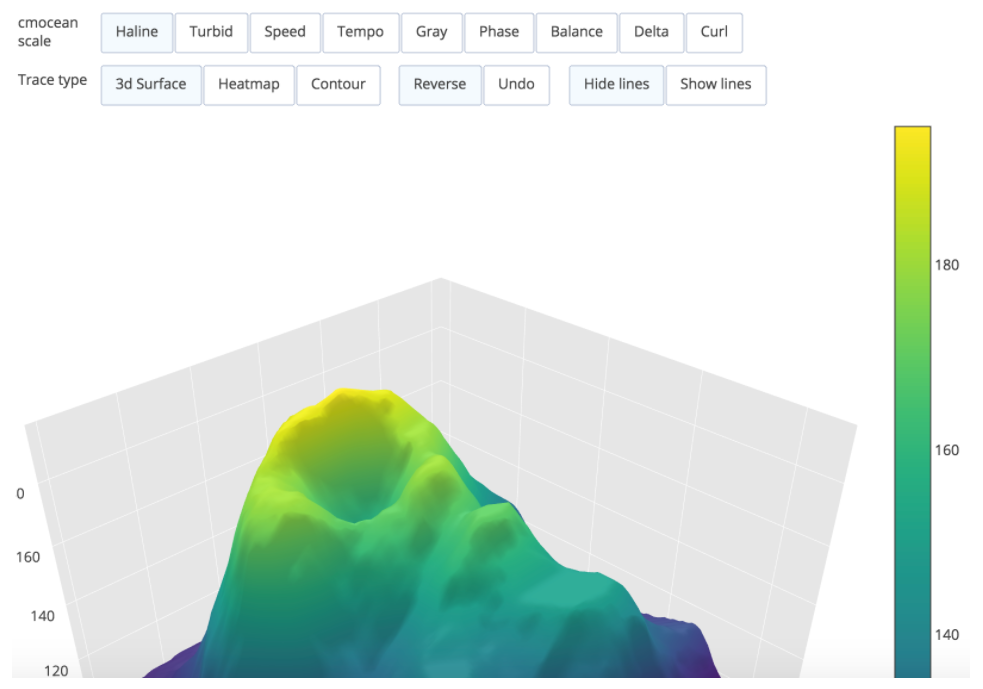 cmocean
scale
Haline Turbid Speed Tempo Gray Phase Balance Delta Curl
Trace type 3d Surface Heatmap Contour Reverse Undo Hide lines Show lines
180
0
160
160
140
140
120